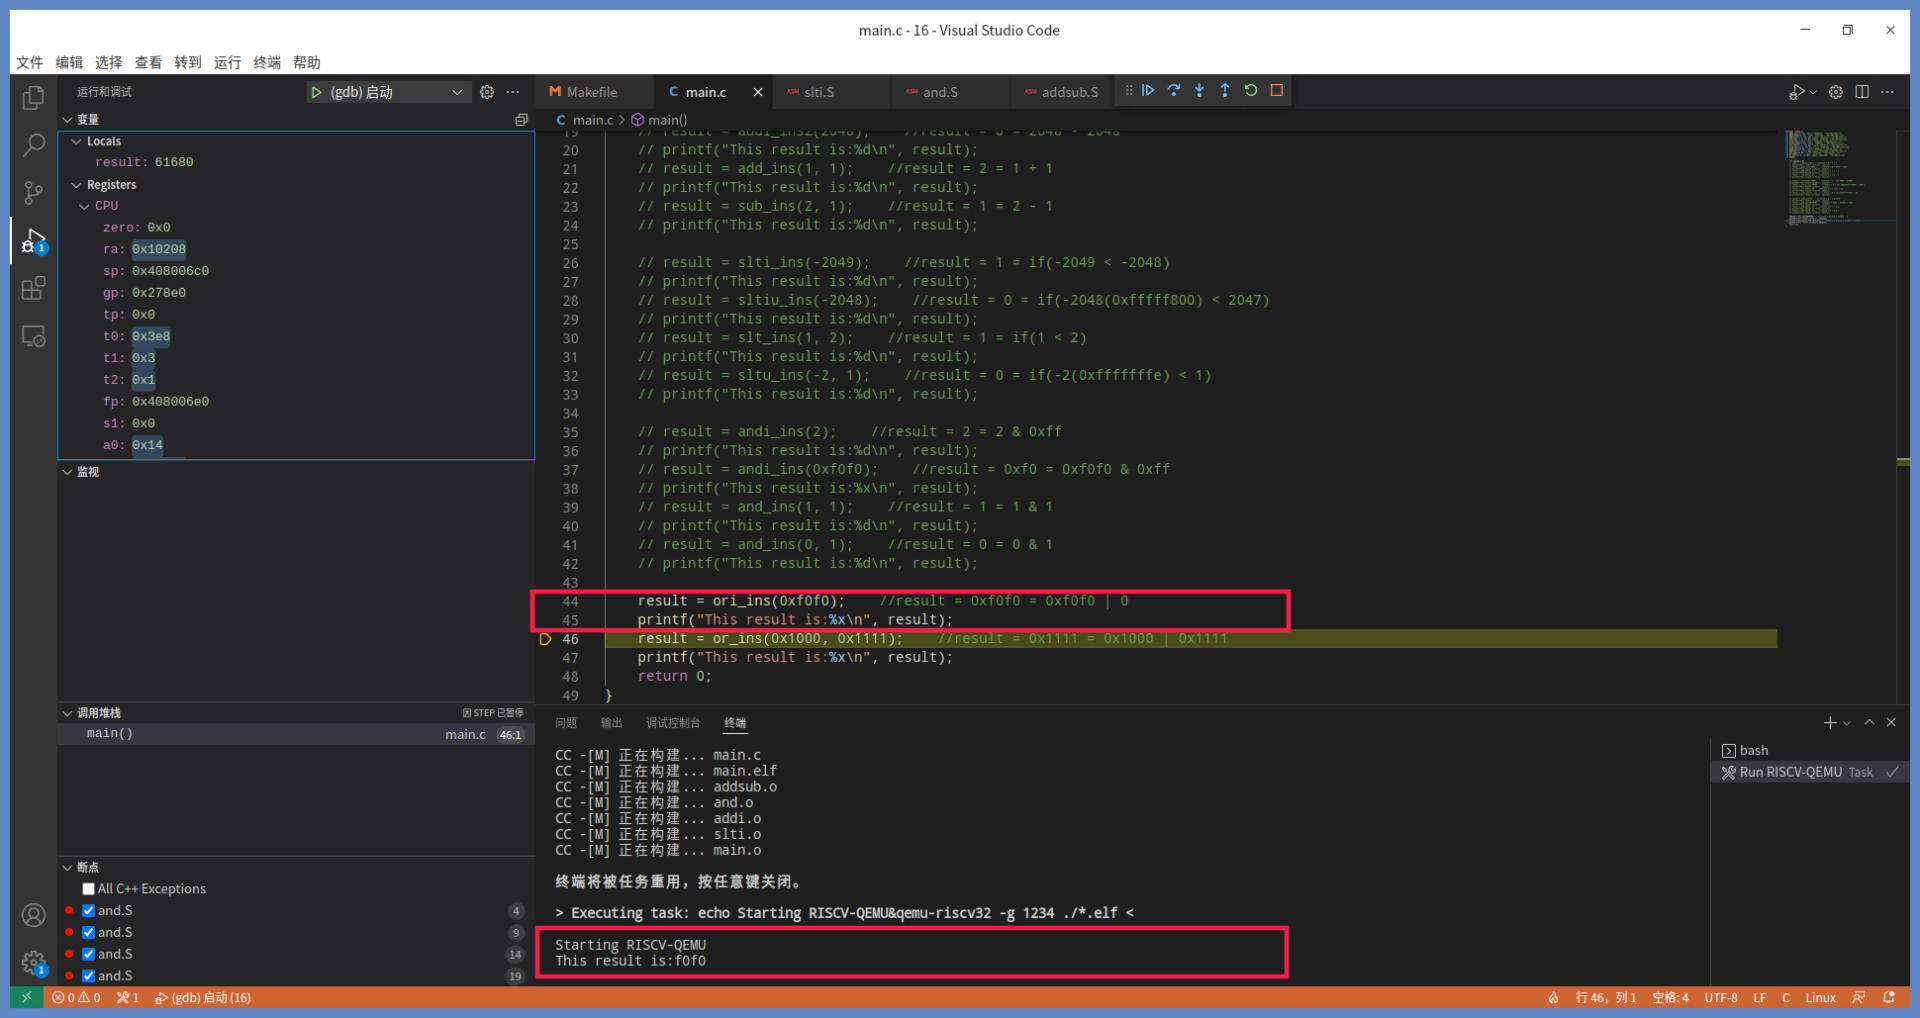 main.c - 16 - Visual Studio Code
文件 编辑 选择 查看 转到 运行 终端 帮助
运行和调试
(gdb) 启动
变量
Locals
result: 61680
Registers
CPU
zero: 0x0
ra: 0x10208
sp: 0x408006c0
gp: 0x278e0
tp: 0x0
t0: 0x3e8
t1: 0x3
t2: 0x1
fp: 0x408006e0
s1: 0x0
a0: 0x14
监视
调用堆栈
因 STEP 已暂停
main()
main.c 46:1
断点
All C++ Exceptions
and.S 4
and.S 9
and.S 14
and.S 19
Makefile
main.c
slti.S
and.S
addsub.S
main.c > main()
19 // result = addi_ins2(2048); //result = 0 = 2048 - 2048
20 // printf("This result is:%d\n", result);
21 // result = add_ins(1, 1); //result = 2 = 1 + 1
22 // printf("This result is:%d\n", result);
23 // result = sub_ins(2, 1); //result = 1 = 2 - 1
24 // printf("This result is:%d\n", result);
25
26 // result = slti_ins(-2049); //result = 1 = if(-2049 < -2048)
27 // printf("This result is:%d\n", result);
28 // result = sltiu_ins(-2048); //result = 0 = if(-2048(0xfffff800) < 2047)
29 // printf("This result is:%d\n", result);
30 // result = slt_ins(1, 2); //result = 1 = if(1 < 2)
31 // printf("This result is:%d\n", result);
32 // result = sltu_ins(-2, 1); //result = 0 = if(-2(0xfffffffe) < 1)
33 // printf("This result is:%d\n", result);
34
35 // result = andi_ins(2); //result = 2 = 2 & 0xff
36 // printf("This result is:%d\n", result);
37 // result = andi_ins(0xf0f0); //result = 0xf0 = 0xf0f0 & 0xff
38 // printf("This result is:%x\n", result);
39 // result = and_ins(1, 1); //result = 1 = 1 & 1
40 // printf("This result is:%d\n", result);
41 // result = and_ins(0, 1); //result = 0 = 0 & 1
42 // printf("This result is:%d\n", result);
43
44 result = ori_ins(0xf0f0); //result = 0xf0f0 = 0xf0f0 | 0
45 printf("This result is:%x\n", result);
46 result = or_ins(0x1000, 0x1111); //result = 0x1111 = 0x1000 | 0x1111
47 printf("This result is:%x\n", result);
48 return 0;
49 }
问题 输出 调试控制台 终端
CC -[M] 正在构建... main.c
CC -[M] 正在构建... main.elf
CC -[M] 正在构建... addsub.o
CC -[M] 正在构建... and.o
CC -[M] 正在构建... addi.o
CC -[M] 正在构建... slti.o
CC -[M] 正在构建... main.o
终端将被任务重用，按任意键关闭。
> Executing task: echo Starting RISCV-QEMU&qemu-riscv32 -g 1234 ./*.elf <
Starting RISCV-QEMU
This result is:f0f0
bash
Run RISCV-QEMU Task
0 0 1 (gdb) 启动 (16)
行 46，列 1 空格: 4 UTF-8 LF C Linux